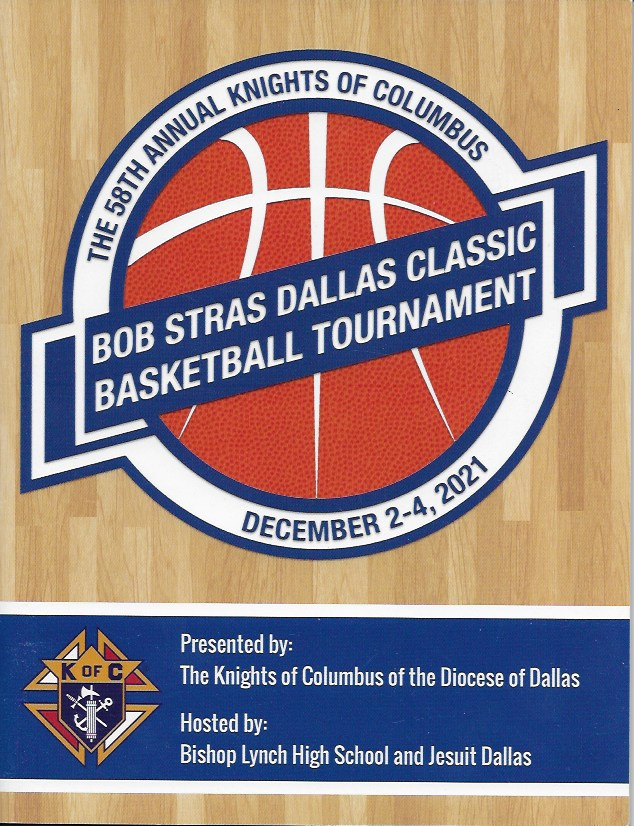 THE 58TH ANNUAL KNIGHTS OF COLUMBUS
BOB STRAS DALLAS CLASSIC
BASKETBALL TOURNAMENT
DECEMBER 2-4, 2021
K OF C
Presented by:
The Knights of Columbus of the Diocese of Dallas
Hosted by:
Bishop Lynch High School and Jesuit Dallas